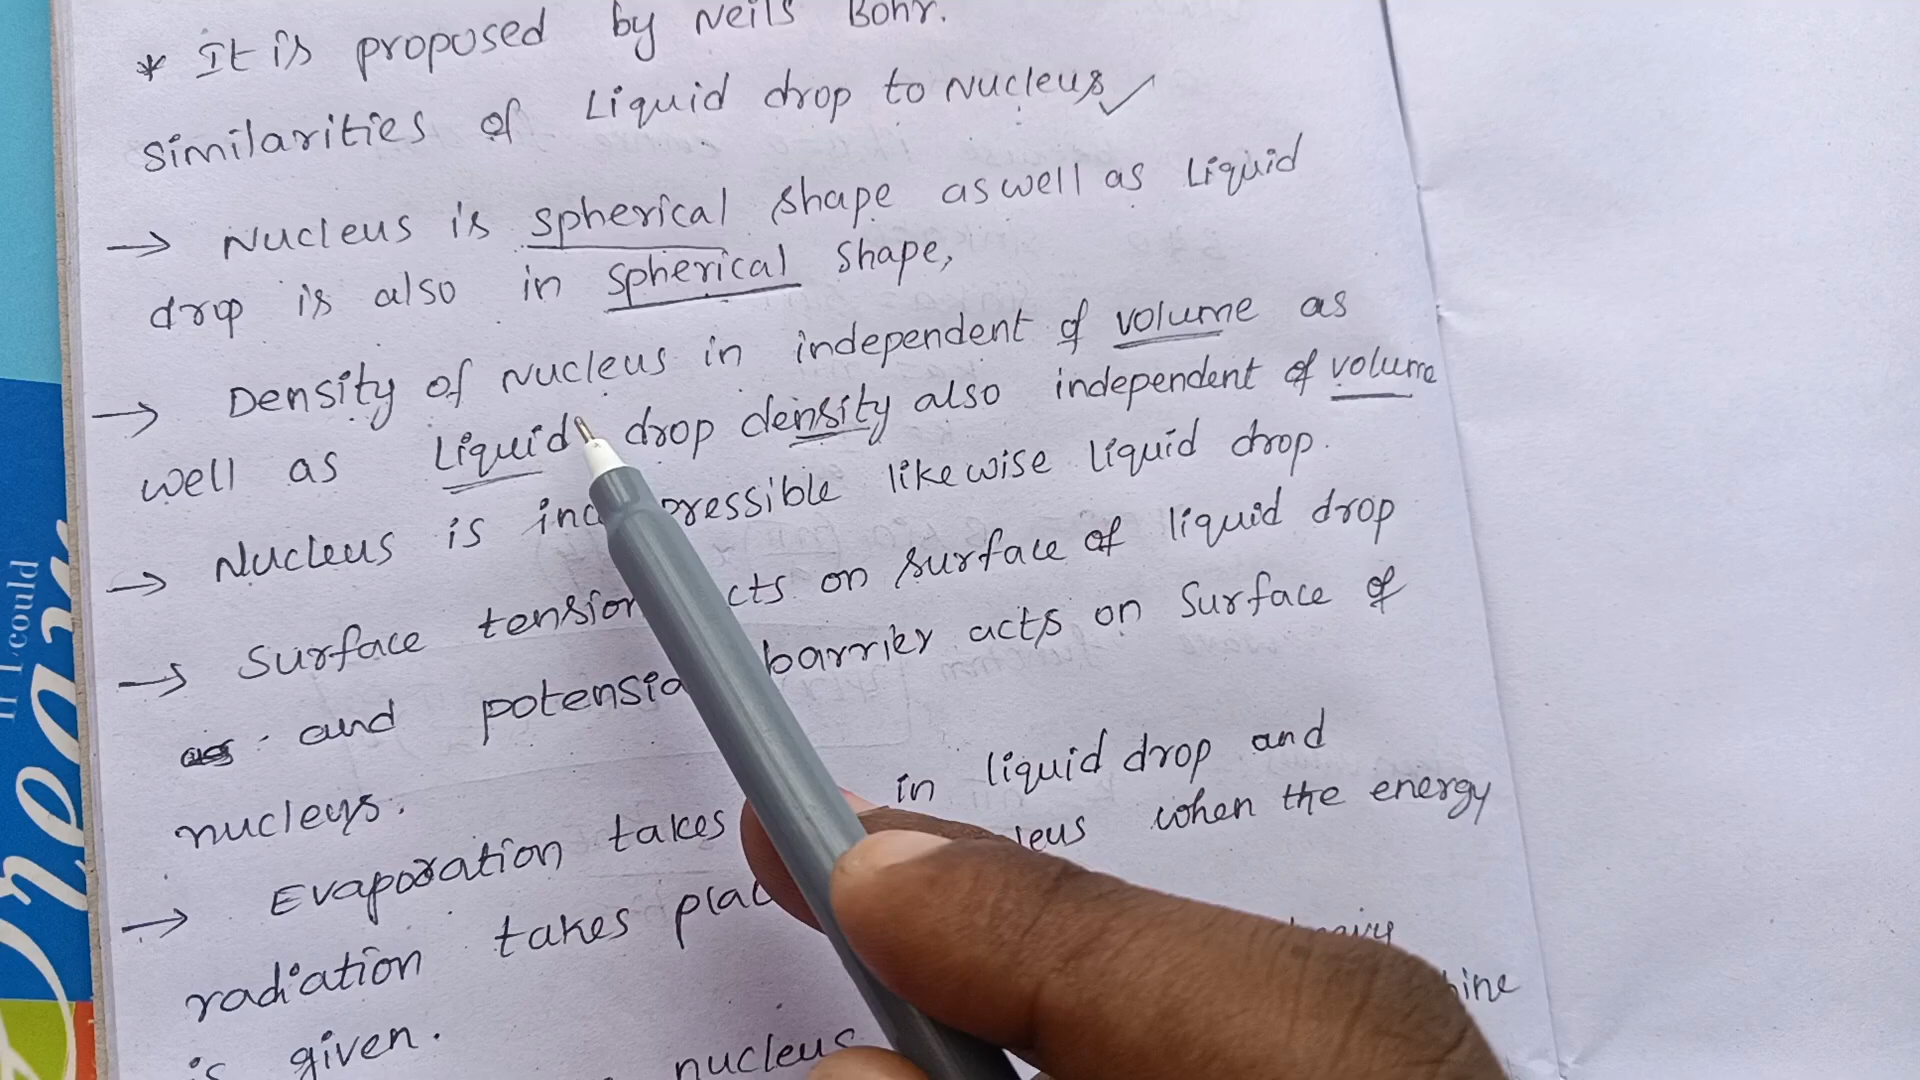 * It is proposed by Neils Bohr.
similarities of Liquid drop to Nucleus
→ Nucleus is spherical shape aswell as Liquid
drop is also in spherical shape,
→ Density of Nucleus in independent of volume as
well as Liquid drop density also independent of volume
→ Nucleus is inc pressible likewise liquid drop.
→ Surface tension cts on surface of liquid drop
and potensia barrier acts on Surface of
nucleus.
→ Evaporation takes in liquid drop and
radiation takes plac leus when the energy
is given.
nucleus
If I could